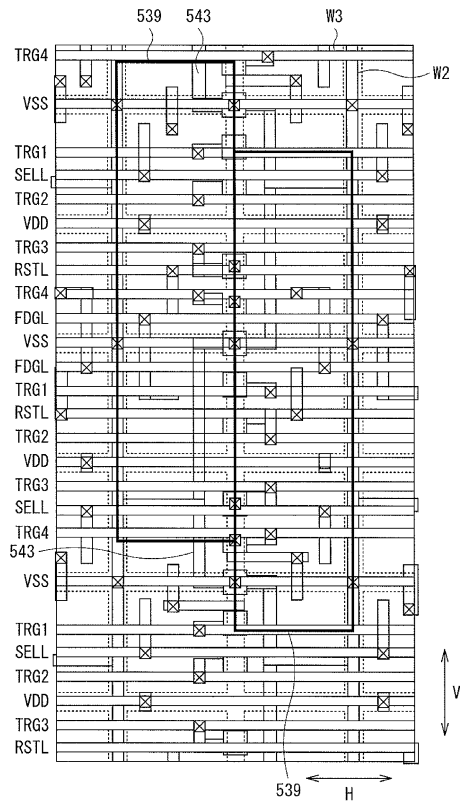 539
543
W3
TRG4
W2
VSS
TRG1
SELL
TRG2
VDD
TRG3
RSTL
TRG4
FDGL
VSS
FDGL
TRG1
RSTL
TRG2
VDD
TRG3
SELL
TRG4
543
VSS
TRG1
SELL
TRG2
V
VDD
TRG3
RSTL
539
H